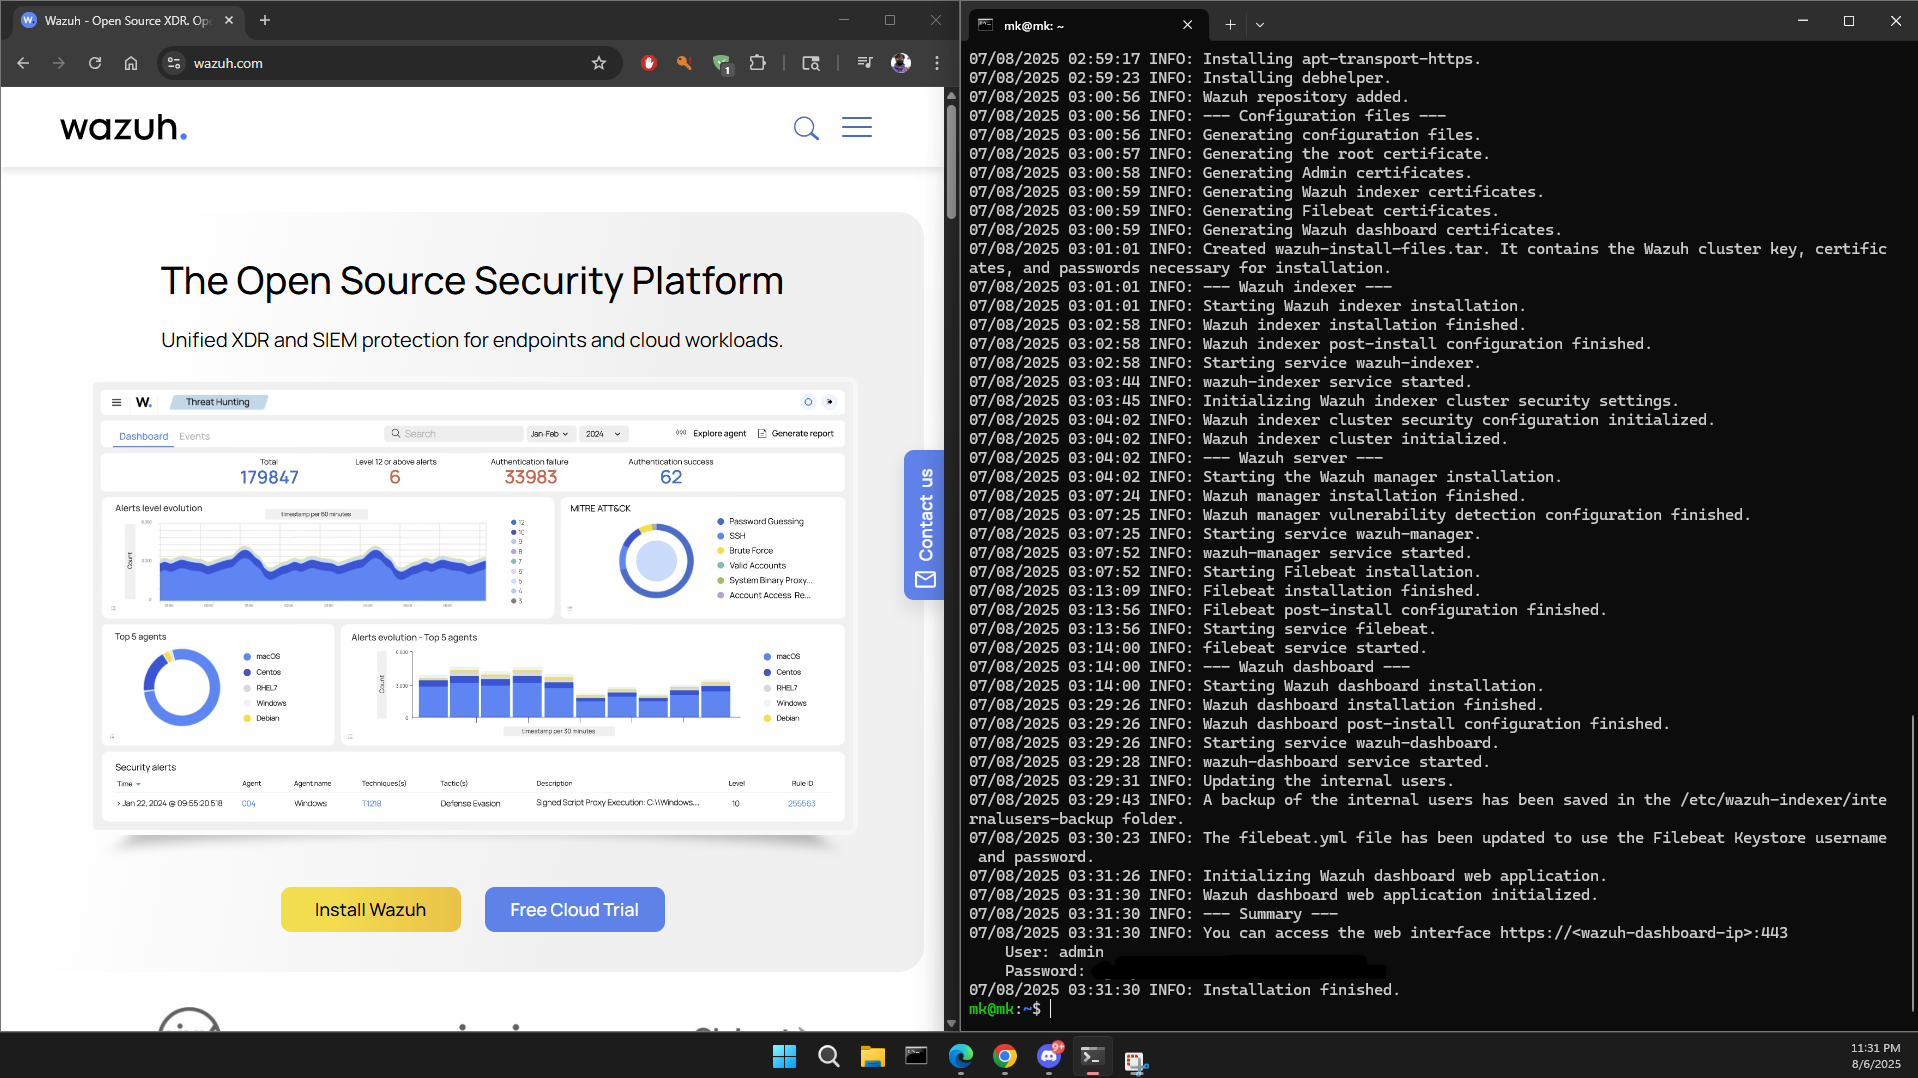 Wazuh - Open Source XDR. Op
wazuh.com
1
wazuh.
The Open Source Security Platform
Unified XDR and SIEM protection for endpoints and cloud workloads.
W. Threat Hunting
Dashboard Events Search Jan-Feb 2024 Explore agent Generate report
Total Level 12 or above alerts Authentication failure Authentication success
179847 6 33983 62
Alerts level evolution
timestamp per 60 minutes
Count
12
10
9
8
7
6
5
4
3
MITRE ATT&CK
Password Guessing
SSH
Brute Force
Valid Accounts
System Binary Proxy...
Account Access Re...
Top 5 agents
macOS
Centos
RHEL7
Windows
Debian
Alerts evolution - Top 5 agents
6,000
3,000
0
Count
timestamp per 30 minutes
macOS
Centos
RHEL7
Windows
Debian
Security alerts
Time Agent Agent name Techniques(s) Tactic(s) Description Level Rule ID
> Jan 22, 2024 @ 09:55:20.518 C04 Windows T1218 Defense Evasion Signed Script Proxy Execution: C:\\Windows... 10 255563
Install Wazuh Free Cloud Trial
Contact us
mk@mk: ~
07/08/2025 02:59:17 INFO: Installing apt-transport-https.
07/08/2025 02:59:23 INFO: Installing debhelper.
07/08/2025 03:00:56 INFO: Wazuh repository added.
07/08/2025 03:00:56 INFO: --- Configuration files ---
07/08/2025 03:00:56 INFO: Generating configuration files.
07/08/2025 03:00:57 INFO: Generating the root certificate.
07/08/2025 03:00:58 INFO: Generating Admin certificates.
07/08/2025 03:00:59 INFO: Generating Wazuh indexer certificates.
07/08/2025 03:00:59 INFO: Generating Filebeat certificates.
07/08/2025 03:00:59 INFO: Generating Wazuh dashboard certificates.
07/08/2025 03:01:01 INFO: Created wazuh-install-files.tar. It contains the Wazuh cluster key, certific
ates, and passwords necessary for installation.
07/08/2025 03:01:01 INFO: --- Wazuh indexer ---
07/08/2025 03:01:01 INFO: Starting Wazuh indexer installation.
07/08/2025 03:02:58 INFO: Wazuh indexer installation finished.
07/08/2025 03:02:58 INFO: Wazuh indexer post-install configuration finished.
07/08/2025 03:02:58 INFO: Starting service wazuh-indexer.
07/08/2025 03:03:44 INFO: wazuh-indexer service started.
07/08/2025 03:03:45 INFO: Initializing Wazuh indexer cluster security settings.
07/08/2025 03:04:02 INFO: Wazuh indexer cluster security configuration initialized.
07/08/2025 03:04:02 INFO: Wazuh indexer cluster initialized.
07/08/2025 03:04:02 INFO: --- Wazuh server ---
07/08/2025 03:04:02 INFO: Starting the Wazuh manager installation.
07/08/2025 03:07:24 INFO: Wazuh manager installation finished.
07/08/2025 03:07:25 INFO: Wazuh manager vulnerability detection configuration finished.
07/08/2025 03:07:25 INFO: Starting service wazuh-manager.
07/08/2025 03:07:52 INFO: wazuh-manager service started.
07/08/2025 03:07:52 INFO: Starting Filebeat installation.
07/08/2025 03:13:09 INFO: Filebeat installation finished.
07/08/2025 03:13:56 INFO: Filebeat post-install configuration finished.
07/08/2025 03:13:56 INFO: Starting service filebeat.
07/08/2025 03:14:00 INFO: filebeat service started.
07/08/2025 03:14:00 INFO: --- Wazuh dashboard ---
07/08/2025 03:14:00 INFO: Starting Wazuh dashboard installation.
07/08/2025 03:29:26 INFO: Wazuh dashboard installation finished.
07/08/2025 03:29:26 INFO: Wazuh dashboard post-install configuration finished.
07/08/2025 03:29:26 INFO: Starting service wazuh-dashboard.
07/08/2025 03:29:28 INFO: wazuh-dashboard service started.
07/08/2025 03:29:31 INFO: Updating the internal users.
07/08/2025 03:29:43 INFO: A backup of the internal users has been saved in the /etc/wazuh-indexer/inte
rnalusers-backup folder.
07/08/2025 03:30:23 INFO: The filebeat.yml file has been updated to use the Filebeat Keystore username
and password.
07/08/2025 03:31:26 INFO: Initializing Wazuh dashboard web application.
07/08/2025 03:31:30 INFO: Wazuh dashboard web application initialized.
07/08/2025 03:31:30 INFO: --- Summary ---
07/08/2025 03:31:30 INFO: You can access the web interface https://<wazuh-dashboard-ip>:443
User: admin
Password:
07/08/2025 03:31:30 INFO: Installation finished.
mk@mk:~$
9+
11:31 PM
8/6/2025